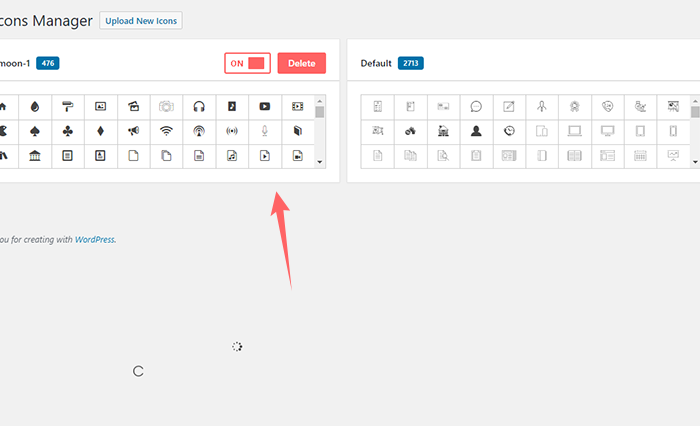 cons Manager Upload New Icons
moon-1 476 ON Delete
Default 2713
ou for creating with WordPress.